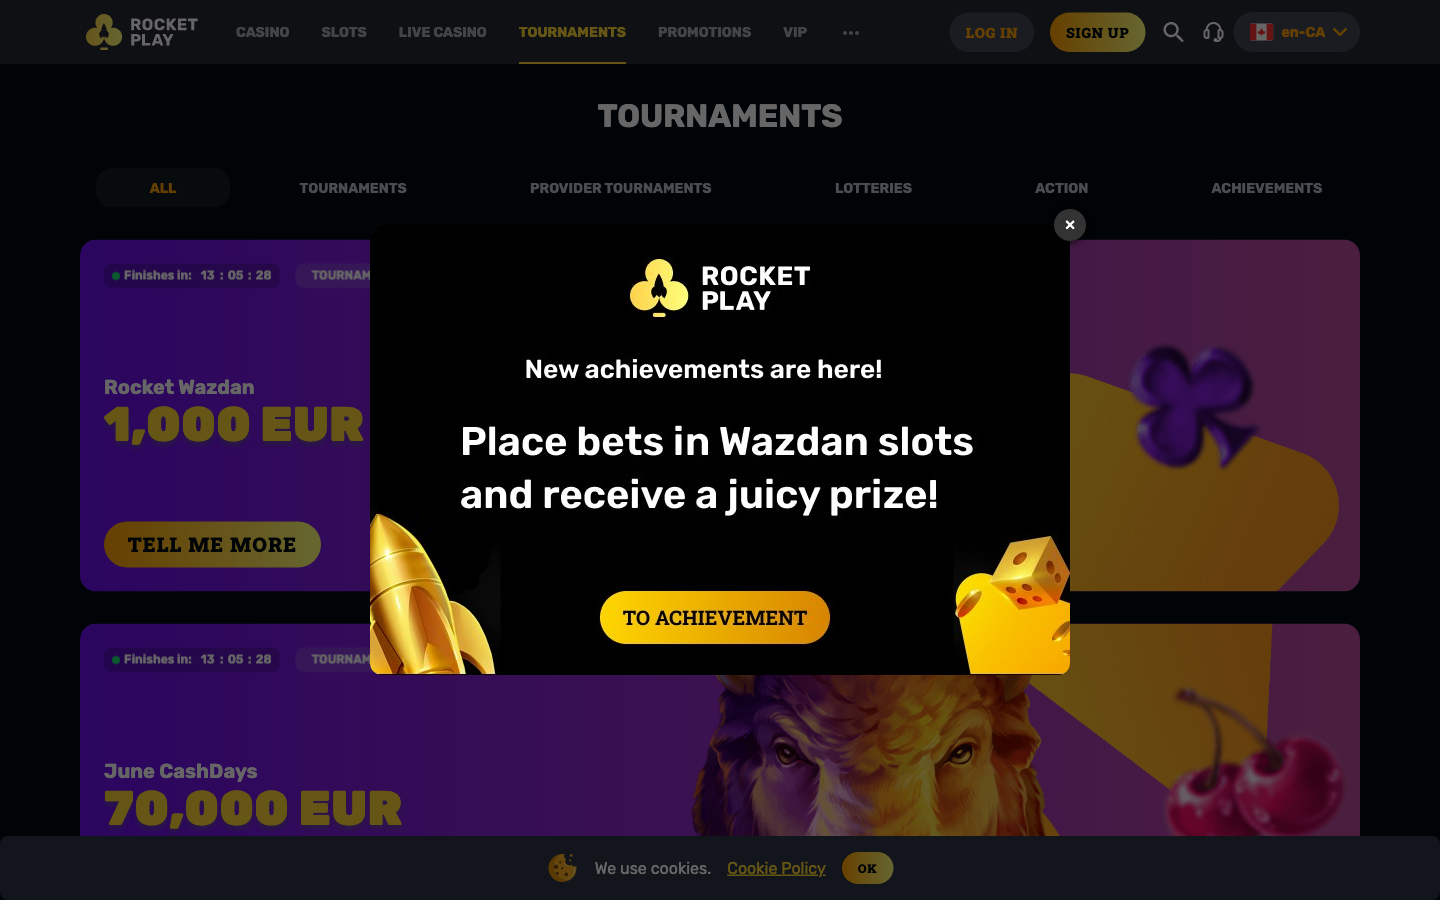 ROCKET
PLAY
CASINO
SLOTS
LIVE CASINO
TOURNAMENTS
PROMOTIONS
VIP
LOG IN
SIGN UP
en-CA
TOURNAMENTS
ALL
TOURNAMENTS
PROVIDER TOURNAMENTS
LOTTERIES
ACTION
ACHIEVEMENTS
Finishes in: 13 : 05 : 28
TOURNAM
Rocket Wazdan
1,000 EUR
TELL ME MORE
×
ROCKET
PLAY
New achievements are here!
Place bets in Wazdan slots
and receive a juicy prize!
TO ACHIEVEMENT
Finishes in: 13 : 05 : 28
TOURNAM
June CashDays
70,000 EUR
We use cookies. Cookie Policy
OK